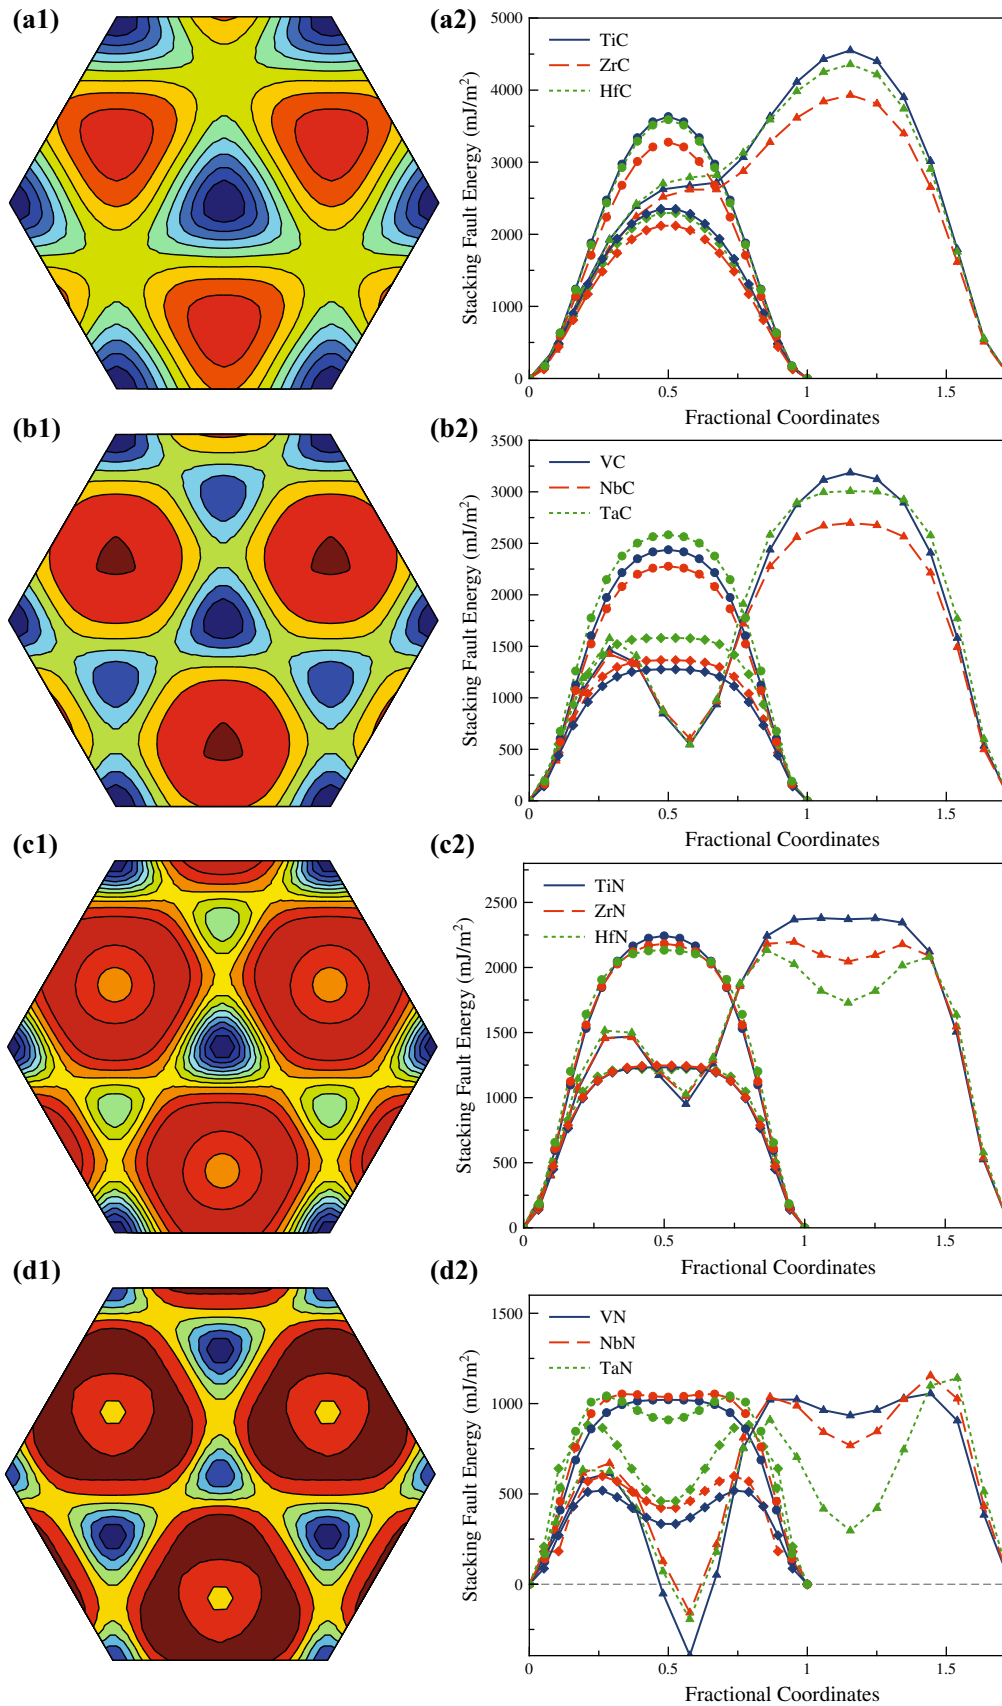 (a1)
(a2)
5000
4000
3000
2000
1000
0
Stacking Fault Energy (mJ/m²)
TiC
ZrC
HfC
0
0.5
1
1.5
Fractional Coordinates
(b1)
(b2)
3500
3000
2500
2000
1500
1000
500
0
Stacking Fault Energy (mJ/m²)
VC
NbC
TaC
0
0.5
1
1.5
Fractional Coordinates
(c1)
(c2)
2500
2000
1500
1000
500
0
Stacking Fault Energy (mJ/m²)
TiN
ZrN
HfN
0
0.5
1
1.5
Fractional Coordinates
(d1)
(d2)
1500
1000
500
0
Stacking Fault Energy (mJ/m²)
VN
NbN
TaN
0
0.5
1
1.5
Fractional Coordinates